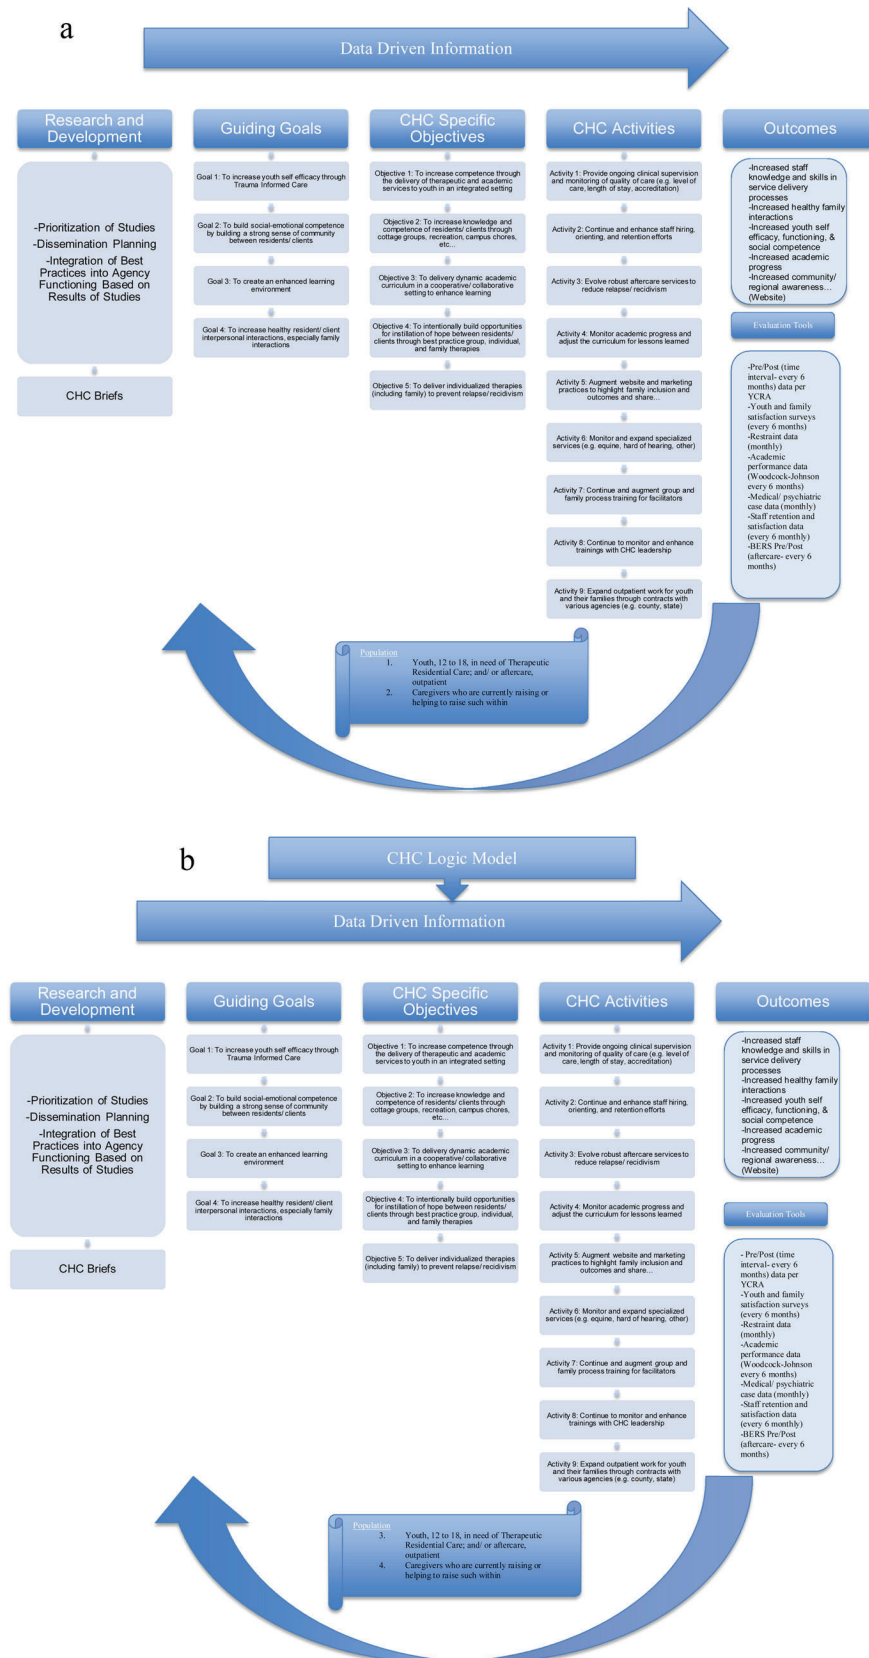 a
Data Driven Information
Research and
Development
-Prioritization of Studies
-Dissemination Planning
-Integration of Best
Practices into Agency
Functioning Based on
Results of Studies
CHC Briefs
Guiding Goals
Goal 1: To increase youth self efficacy through
Trauma Informed Care
Goal 2: To build social-emotional competence
by building a strong sense of community
between residents/ clients
Goal 3: To create an enhanced learning
environment
Goal 4: To increase healthy resident/ client
interpersonal interactions, especially family
interactions
CHC Specific
Objectives
Objective 1: To increase competence through
the delivery of therapeutic and academic
services to youth in an integrated setting
Objective 2: To increase knowledge and
competence of residents/ clients through
cottage groups, recreation, campus chores,
etc...
Objective 3: To delivery dynamic academic
curriculum in a cooperative/ collaborative
setting to enhance learning
Objective 4: To intentionally build opportunities
for instillation of hope between residents/
clients through best practice group, individual,
and family therapies
Objective 5: To deliver individualized therapies
(including family) to prevent relapse/ recidivism
CHC Activities
Activity 1: Provide ongoing clinical supervision
and monitoring of quality of care (e.g. level of
care, length of stay, accreditation)
Activity 2: Continue and enhance staff hiring,
orienting, and retention efforts
Activity 3: Evolve robust aftercare services to
reduce relapse/ recidivism
Activity 4: Monitor academic progress and
adjust the curriculum for lessons learned
Activity 5: Augment website and marketing
practices to highlight family inclusion and
outcomes and share...
Activity 6: Monitor and expand specialized
services (e.g. equine, hard of hearing, other)
Activity 7: Continue and augment group and
family process training for facilitators
Activity 8: Continue to monitor and enhance
trainings with CHC leadership
Activity 9: Expand outpatient work for youth
and their families through contracts with
various agencies (e.g. county, state)
Outcomes
-Increased staff
knowledge and skills in
service delivery
processes
-Increased healthy family
interactions
-Increased youth self
efficacy, functioning, &
social competence
-Increased academic
progress
-Increased community/
regional awareness...
(Website)
Evaluation Tools
-Pre/Post (time
interval- every 6
months) data per
YCRA
-Youth and family
satisfaction surveys
(every 6 months)
-Restraint data
(monthly)
-Academic
performance data
(Woodcock-Johnson
every 6 months)
-Medical/ psychiatric
case data (monthly)
-Staff retention and
satisfaction data
(every 6 monthly)
-BERS Pre/Post
(aftercare- every 6
months)
Population
1. Youth, 12 to 18, in need of Therapeutic
Residential Care; and/ or aftercare,
outpatient
2. Caregivers who are currently raising or
helping to raise such within
b
CHC Logic Model
Data Driven Information
Research and
Development
-Prioritization of Studies
-Dissemination Planning
-Integration of Best
Practices into Agency
Functioning Based on
Results of Studies
CHC Briefs
Guiding Goals
Goal 1: To increase youth self efficacy through
Trauma Informed Care
Goal 2: To build social-emotional competence
by building a strong sense of community
between residents/ clients
Goal 3: To create an enhanced learning
environment
Goal 4: To increase healthy resident/ client
interpersonal interactions, especially family
interactions
CHC Specific
Objectives
Objective 1: To increase competence through
the delivery of therapeutic and academic
services to youth in an integrated setting
Objective 2: To increase knowledge and
competence of residents/ clients through
cottage groups, recreation, campus chores,
etc...
Objective 3: To delivery dynamic academic
curriculum in a cooperative/ collaborative
setting to enhance learning
Objective 4: To intentionally build opportunities
for instillation of hope between residents/
clients through best practice group, individual,
and family therapies
Objective 5: To deliver individualized therapies
(including family) to prevent relapse/ recidivism
CHC Activities
Activity 1: Provide ongoing clinical supervision
and monitoring of quality of care (e.g. level of
care, length of stay, accreditation)
Activity 2: Continue and enhance staff hiring,
orienting, and retention efforts
Activity 3: Evolve robust aftercare services to
reduce relapse/ recidivism
Activity 4: Monitor academic progress and
adjust the curriculum for lessons learned
Activity 5: Augment website and marketing
practices to highlight family inclusion and
outcomes and share...
Activity 6: Monitor and expand specialized
services (e.g. equine, hard of hearing, other)
Activity 7: Continue and augment group and
family process training for facilitators
Activity 8: Continue to monitor and enhance
trainings with CHC leadership
Activity 9: Expand outpatient work for youth
and their families through contracts with
various agencies (e.g. county, state)
Outcomes
-Increased staff
knowledge and skills in
service delivery
processes
-Increased healthy family
interactions
-Increased youth self
efficacy, functioning, &
social competence
-Increased academic
progress
-Increased community/
regional awareness...
(Website)
Evaluation Tools
- Pre/Post (time
interval- every 6
months) data per
YCRA
-Youth and family
satisfaction surveys
(every 6 months)
-Restraint data
(monthly)
-Academic
performance data
(Woodcock-Johnson
every 6 months)
-Medical/ psychiatric
case data (monthly)
-Staff retention and
satisfaction data
(every 6 monthly)
-BERS Pre/Post
(aftercare- every 6
months)
Population
3. Youth, 12 to 18, in need of Therapeutic
Residential Care; and/ or aftercare,
outpatient
4. Caregivers who are currently raising or
helping to raise such within